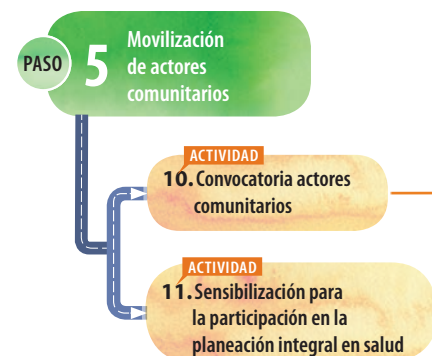 PASO 5
Movilización
de actores
comunitarios
ACTIVIDAD
10. Convocatoria actores
comunitarios
ACTIVIDAD
11. Sensibilización para
la participación en la
planeación integral en salud